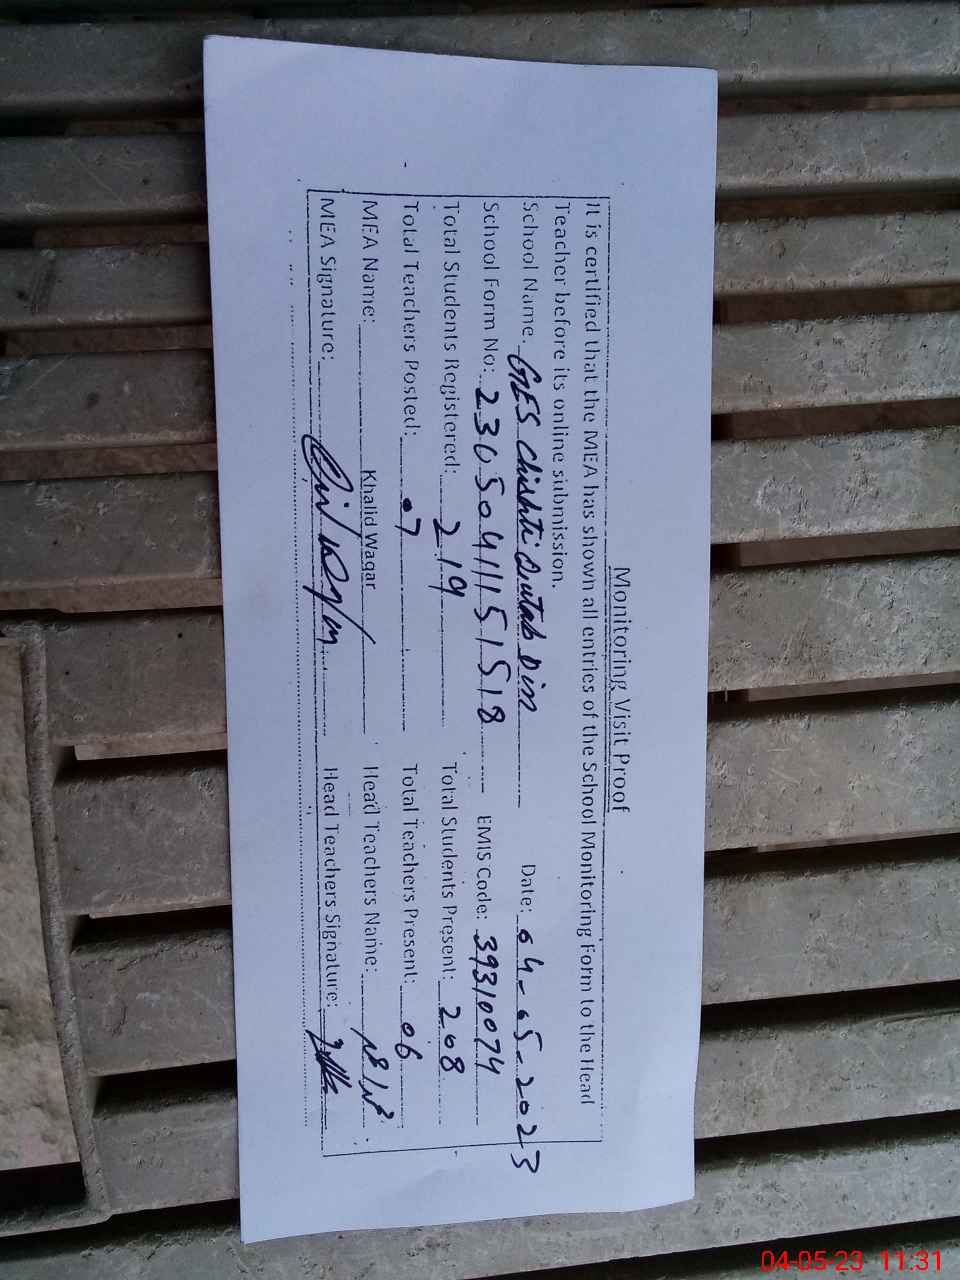 Monitoring Visit Proof
It is certified that the MEA has shown all entries of the School Monitoring Form to the Head
Teacher before its online submission.
School Name: GES Chishti Qutab Din Date: 04-05-2023
School Form No: 23050411151518 EMIS Code: 39310074
Total Students Registered: 219 Total Students Present: 208
Total Teachers Posted: 07 Total Teachers Present: 06
MEA Name: Khalid Waqar Head Teachers Name:
MEA Signature: Head Teachers Signature:
04-05-23 11:31